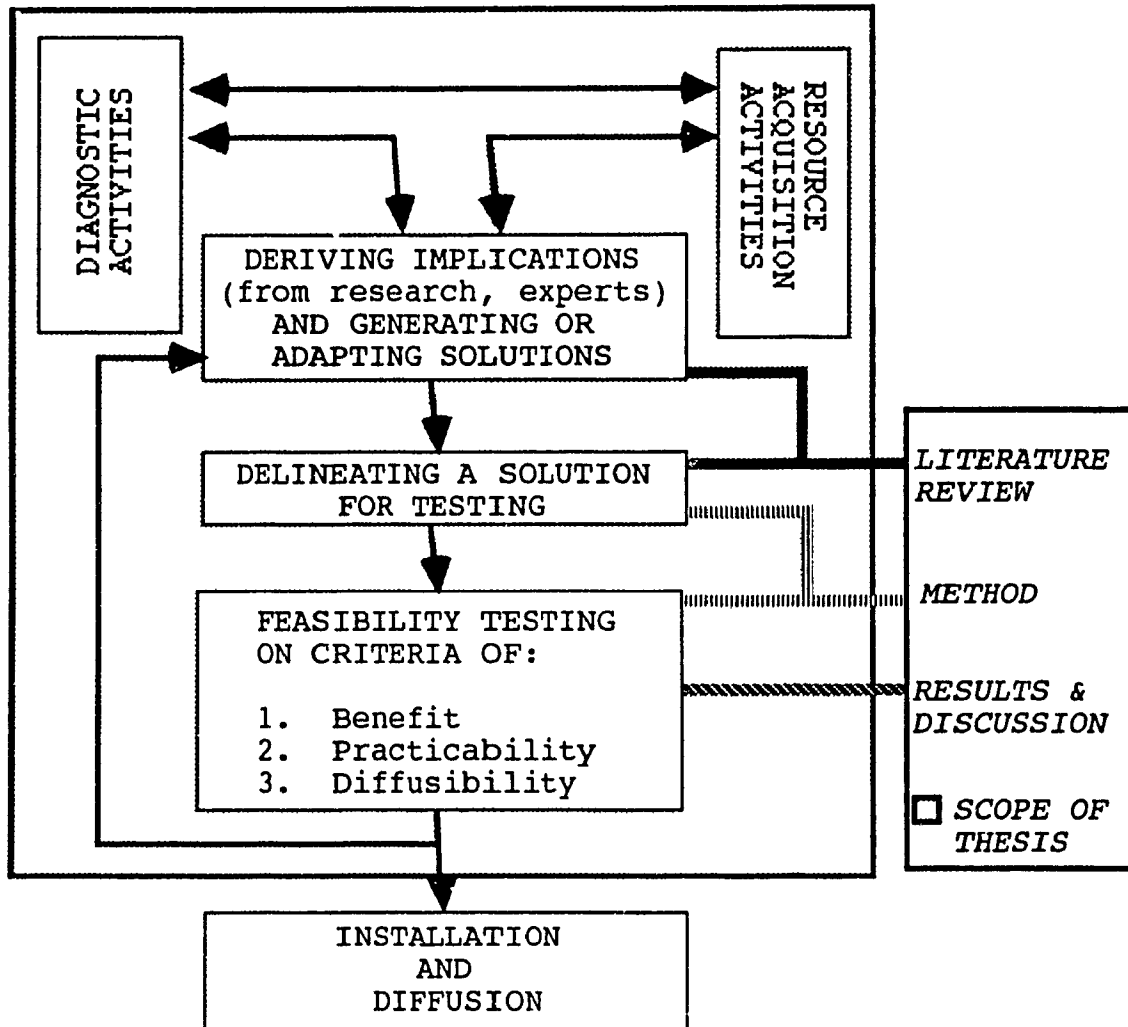 DIAGNOSTIC
ACTIVITIES
RESOURCE
ACQUISITION
ACTIVITIES
DERIVING IMPLICATIONS
(from research, experts)
AND GENERATING OR
ADAPTING SOLUTIONS
DELINEATING A SOLUTION
FOR TESTING
FEASIBILITY TESTING
ON CRITERIA OF:
1. Benefit
2. Practicability
3. Diffusibility
LITERATURE
REVIEW
METHOD
RESULTS &
DISCUSSION
SCOPE OF
THESIS
INSTALLATION
AND
DIFFUSION